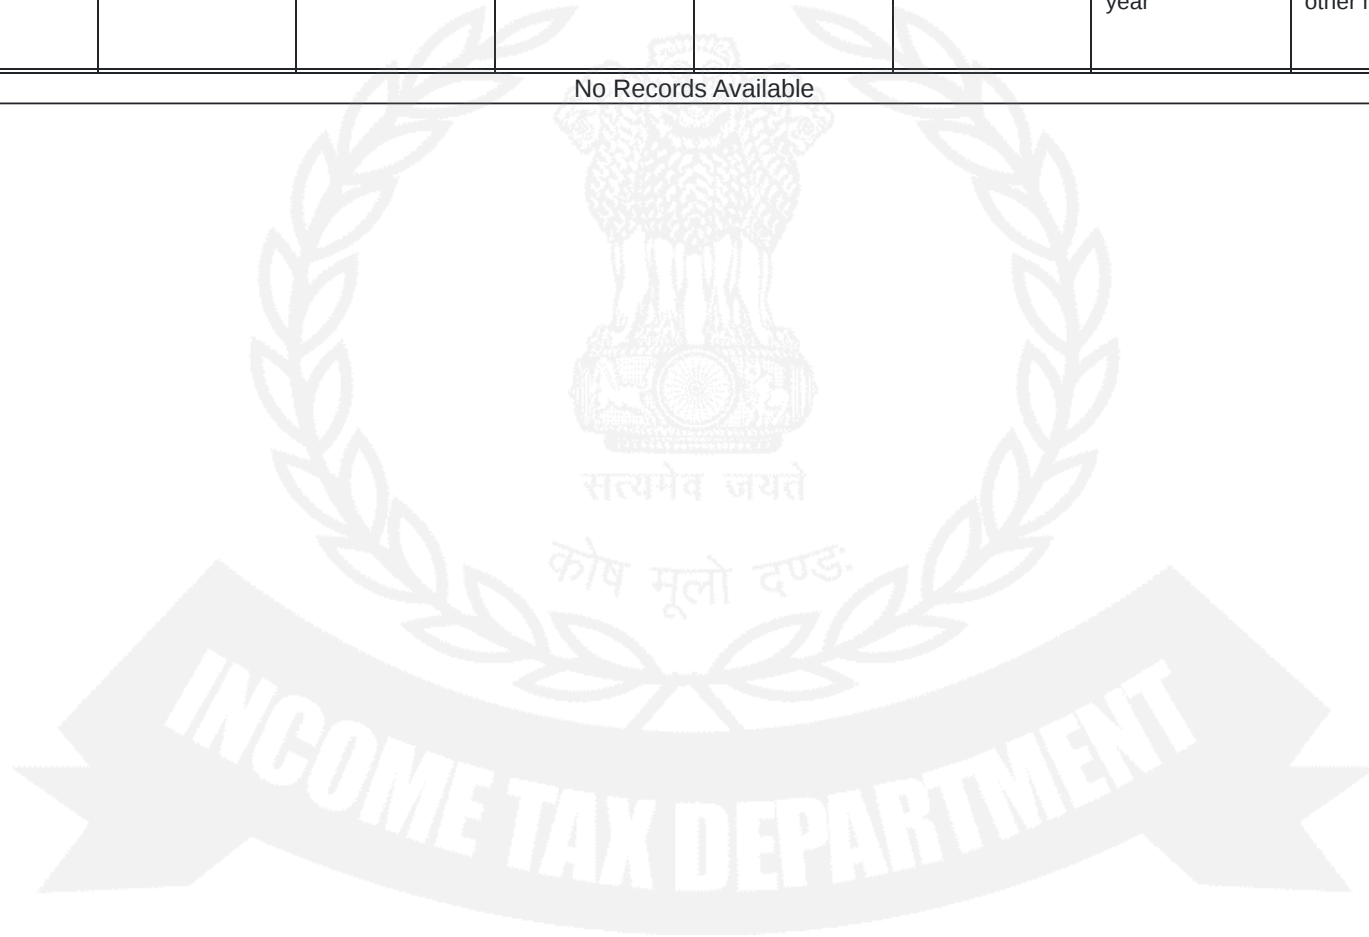 year
other
No Records Available
सत्यमेव जयते
कोष मूलो दण्डः
INCOME TAX DEPARTMENT